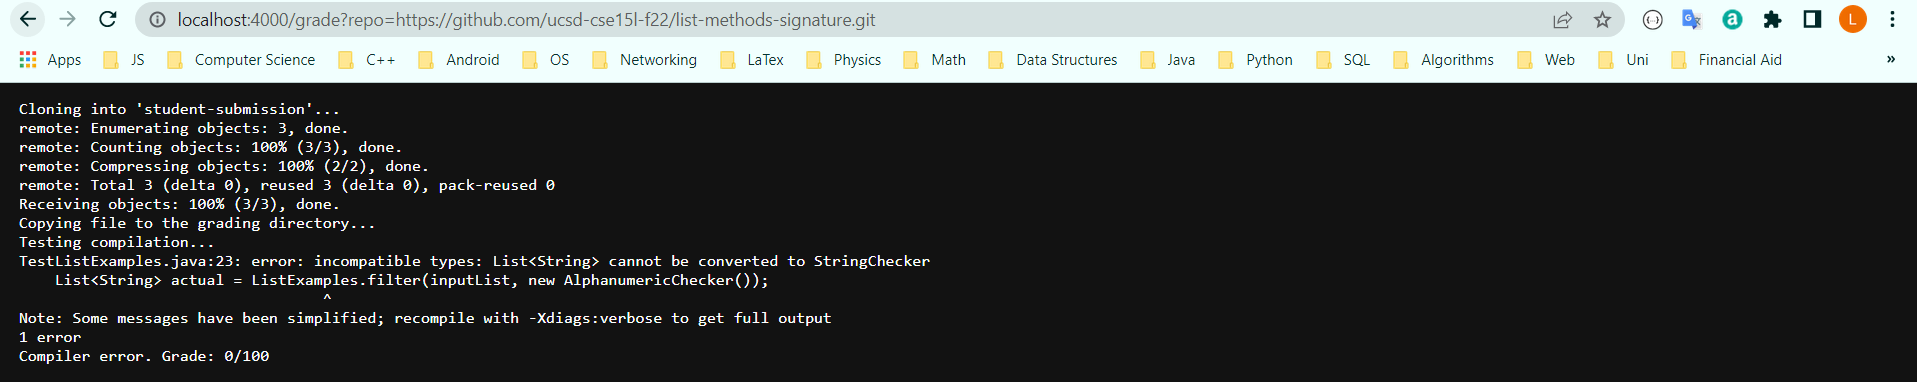 localhost:4000/grade?repo=https://github.com/ucsd-cse15l-f22/list-methods-signature.git
L
Apps JS Computer Science C++ Android OS Networking LaTex Physics Math Data Structures Java Python SQL Algorithms Web Uni Financial Aid »
Cloning into 'student-submission'...
remote: Enumerating objects: 3, done.
remote: Counting objects: 100% (3/3), done.
remote: Compressing objects: 100% (2/2), done.
remote: Total 3 (delta 0), reused 3 (delta 0), pack-reused 0
Receiving objects: 100% (3/3), done.
Copying file to the grading directory...
Testing compilation...
TestListExamples.java:23: error: incompatible types: List<String> cannot be converted to StringChecker
    List<String> actual = ListExamples.filter(inputList, new AlphanumericChecker());
                                  ^
Note: Some messages have been simplified; recompile with -Xdiags:verbose to get full output
1 error
Compiler error. Grade: 0/100